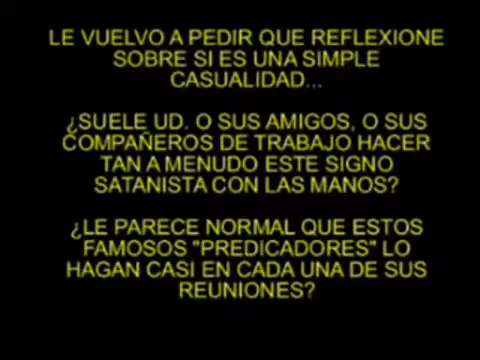 LE VUELVO A PEDIR QUE REFLEXIONE
SOBRE SI ES UNA SIMPLE
CASUALIDAD...
¿SUELE UD. O SUS AMIGOS, O SUS
COMPAÑEROS DE TRABAJO HACER
TAN A MENUDO ESTE SIGNO
SATANISTA CON LAS MANOS?
¿LE PARECE NORMAL QUE ESTOS
FAMOSOS "PREDICADORES" LO
HAGAN CASI EN CADA UNA DE SUS
REUNIONES?